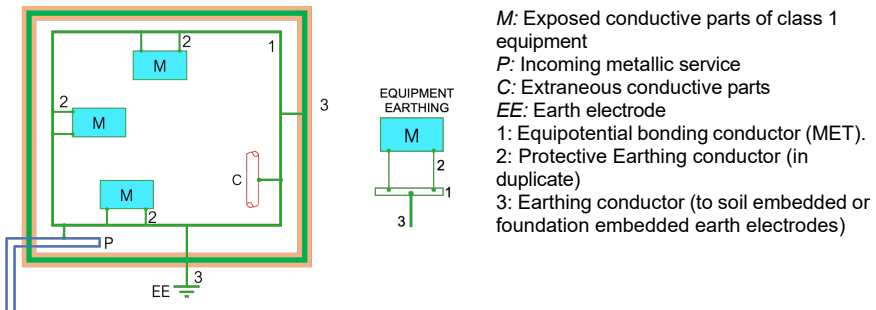 M
2
1
2
M
3
C
M
2
P
3
EE
EQUIPMENT
EARTHING
M
2
1
3
M: Exposed conductive parts of class 1
equipment
P: Incoming metallic service
C: Extraneous conductive parts
EE: Earth electrode
1: Equipotential bonding conductor (MET).
2: Protective Earthing conductor (in
duplicate)
3: Earthing conductor (to soil embedded or
foundation embedded earth electrodes)